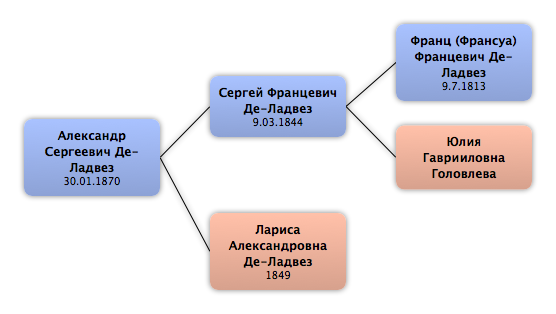 Александр
Сергеевич Де-
Ладвез
30.01.1870
Сергей Францевич
Де-Ладвез
9.03.1844
Лариса
Александровна
Де-Ладвез
1849
Франц (Франсуа)
Францевич Де-
Ладвез
9.7.1813
Юлия
Гаврииловна
Головлева